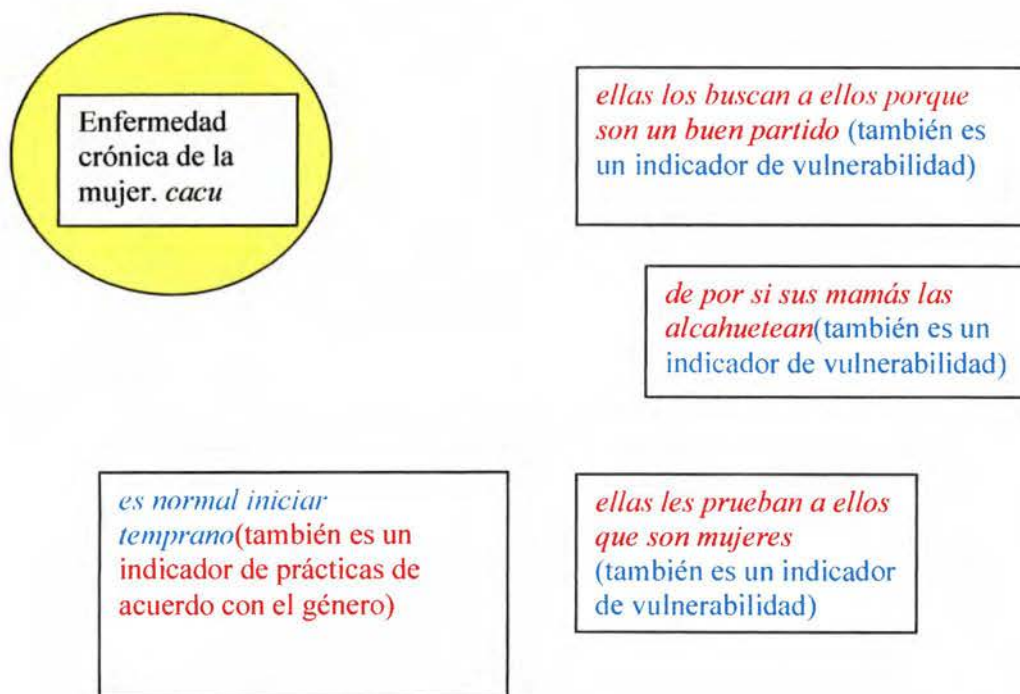 Enfermedad
crónica de la
mujer. cacu
ellas los buscan a ellos porque
son un buen partido (también es
un indicador de vulnerabilidad)
de por si sus mamás las
alcahuetean(también es un
indicador de vulnerabilidad)
es normal iniciar
temprano(también es un
indicador de prácticas de
acuerdo con el género)
ellas les prueban a ellos
que son mujeres
(también es un indicador
de vulnerabilidad)